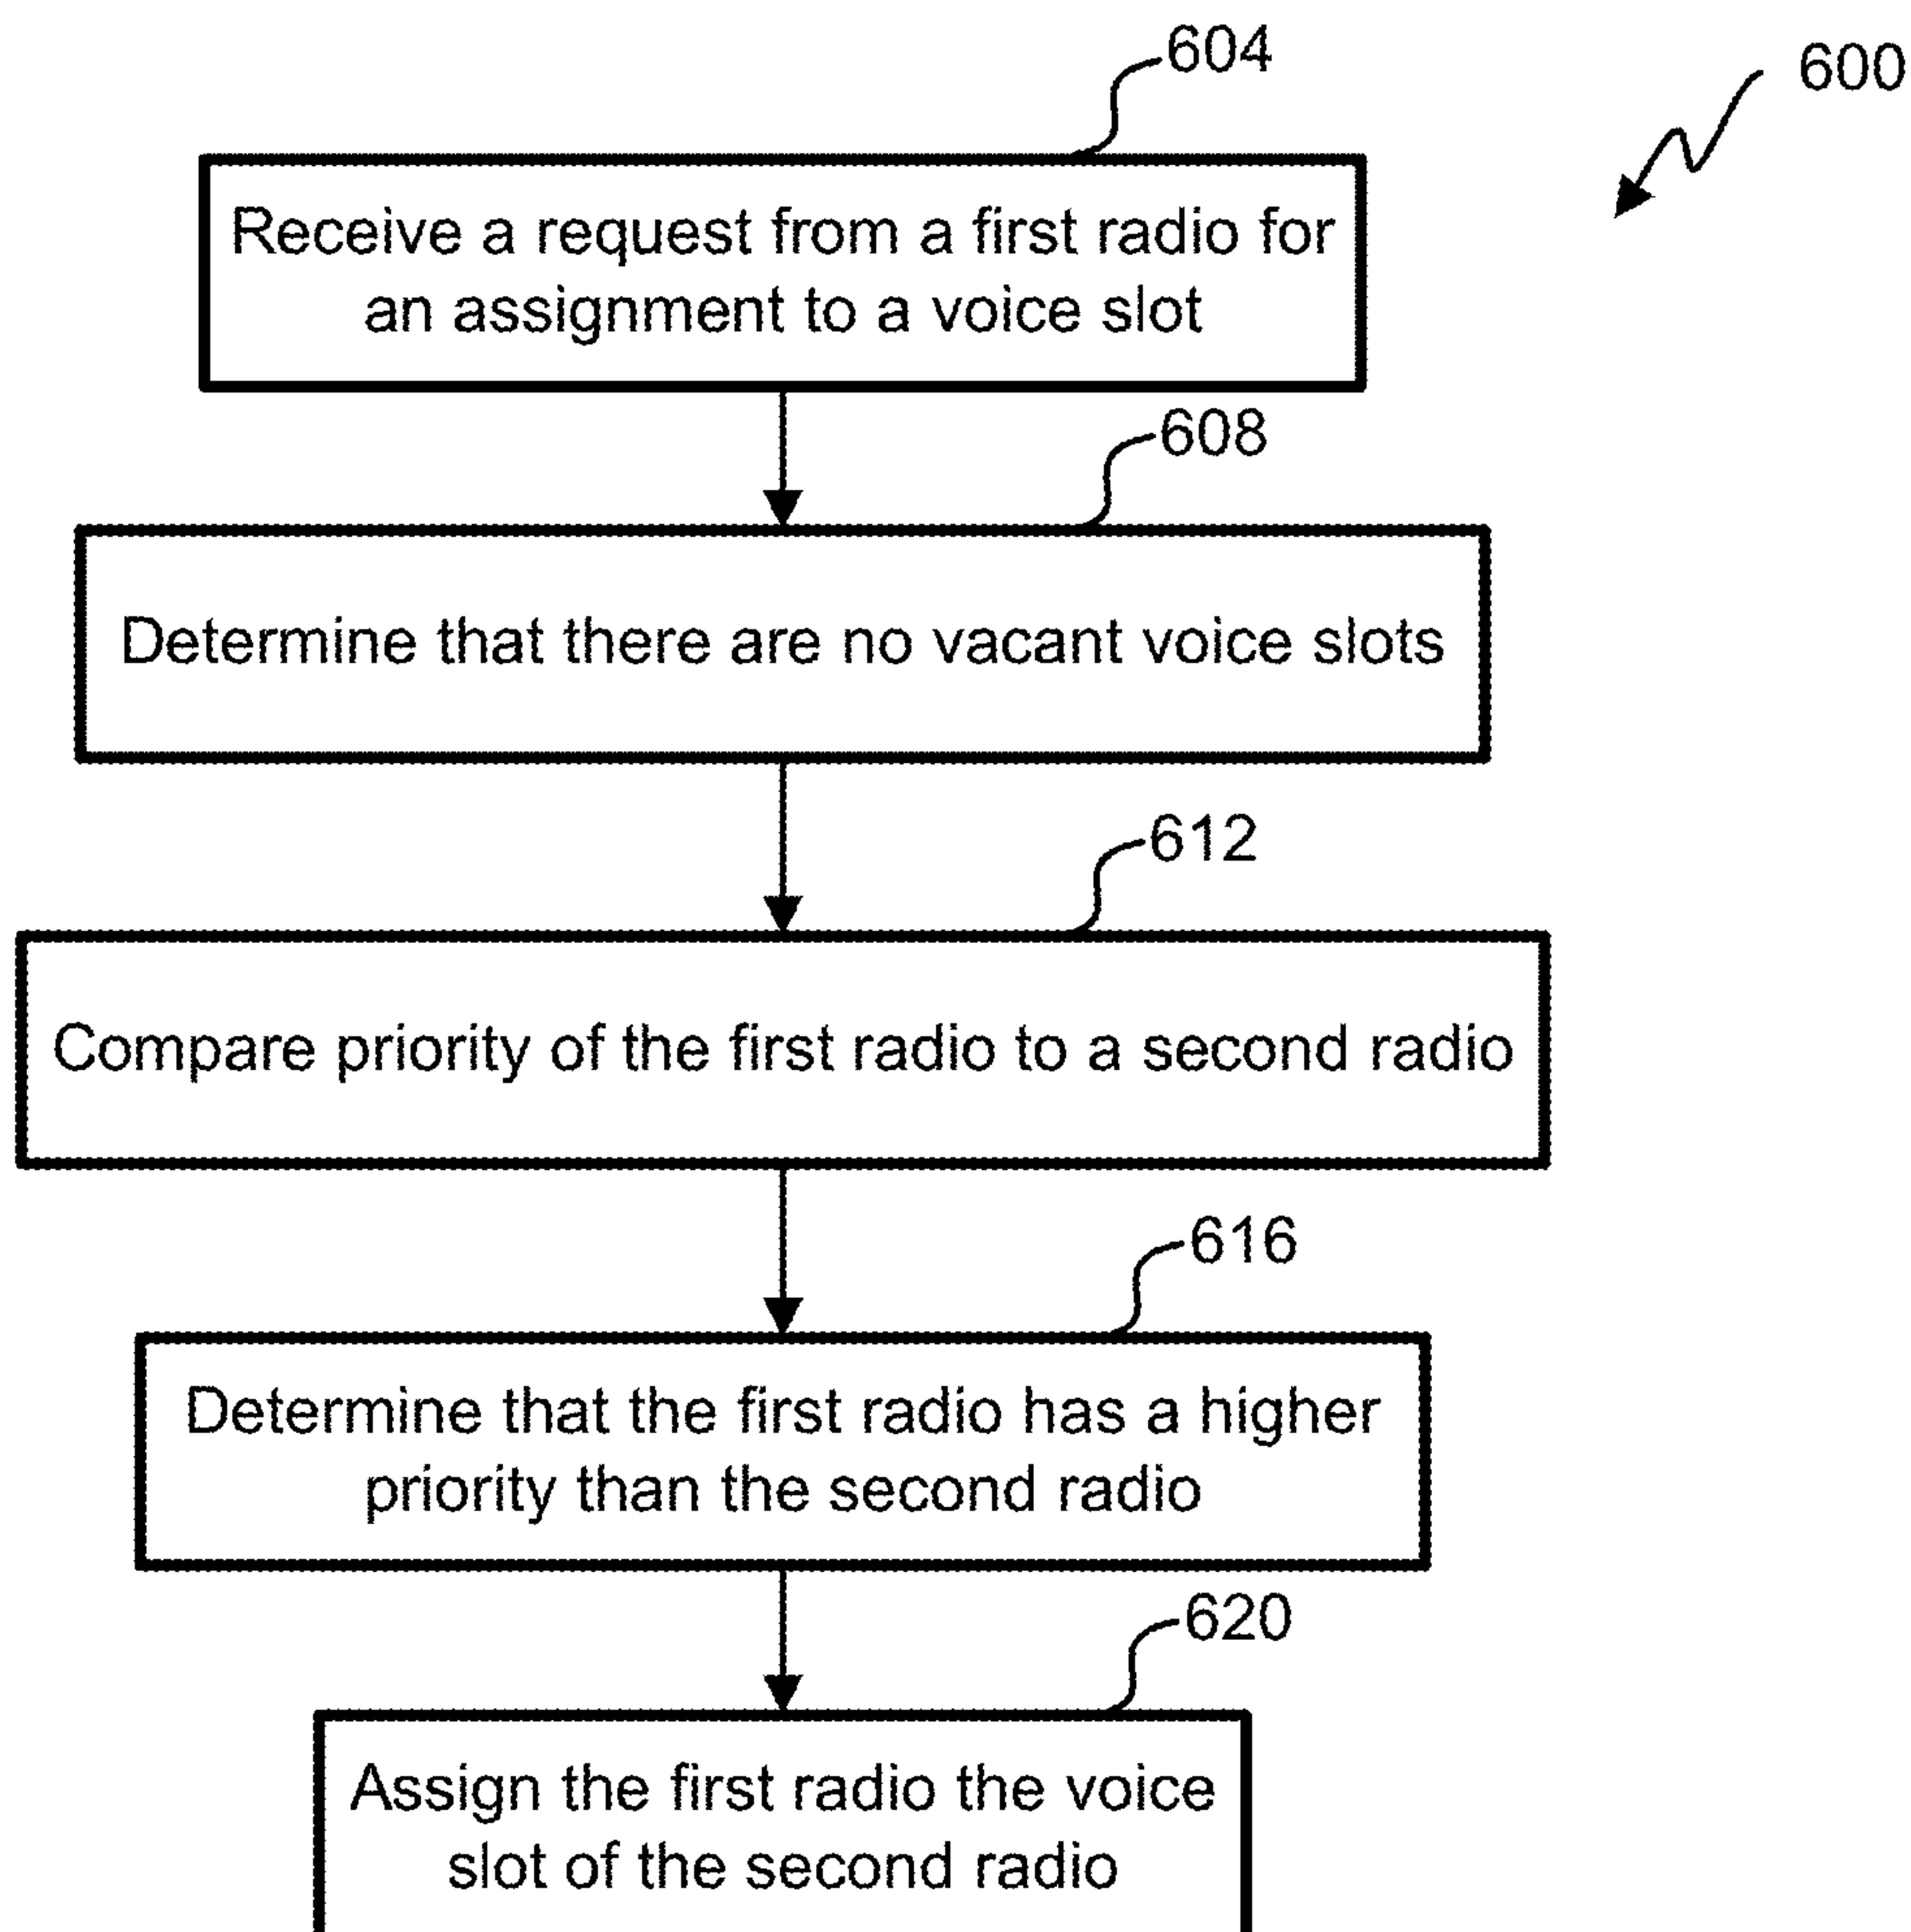 604
600
Receive a request from a first radio for
an assignment to a voice slot
608
Determine that there are no vacant voice slots
612
Compare priority of the first radio to a second radio
616
Determine that the first radio has a higher
priority than the second radio
620
Assign the first radio the voice
slot of the second radio